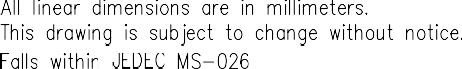 All linear dimensions are in millimeters.
This drawing is subject to change without notice.
Falls within JEDEC MS-026